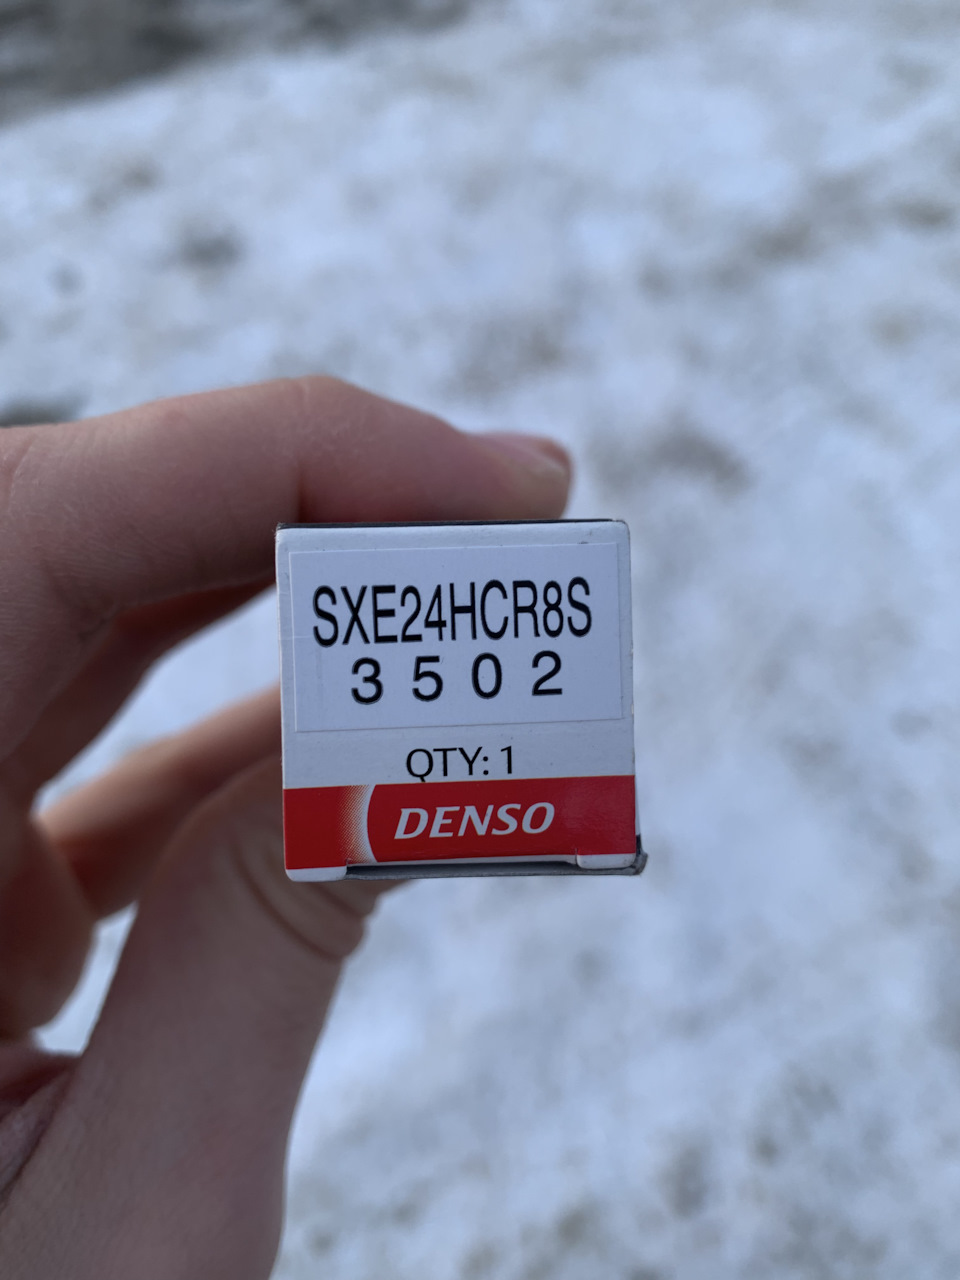 SXE24HCR8S
3502
QTY: 1
DENSO